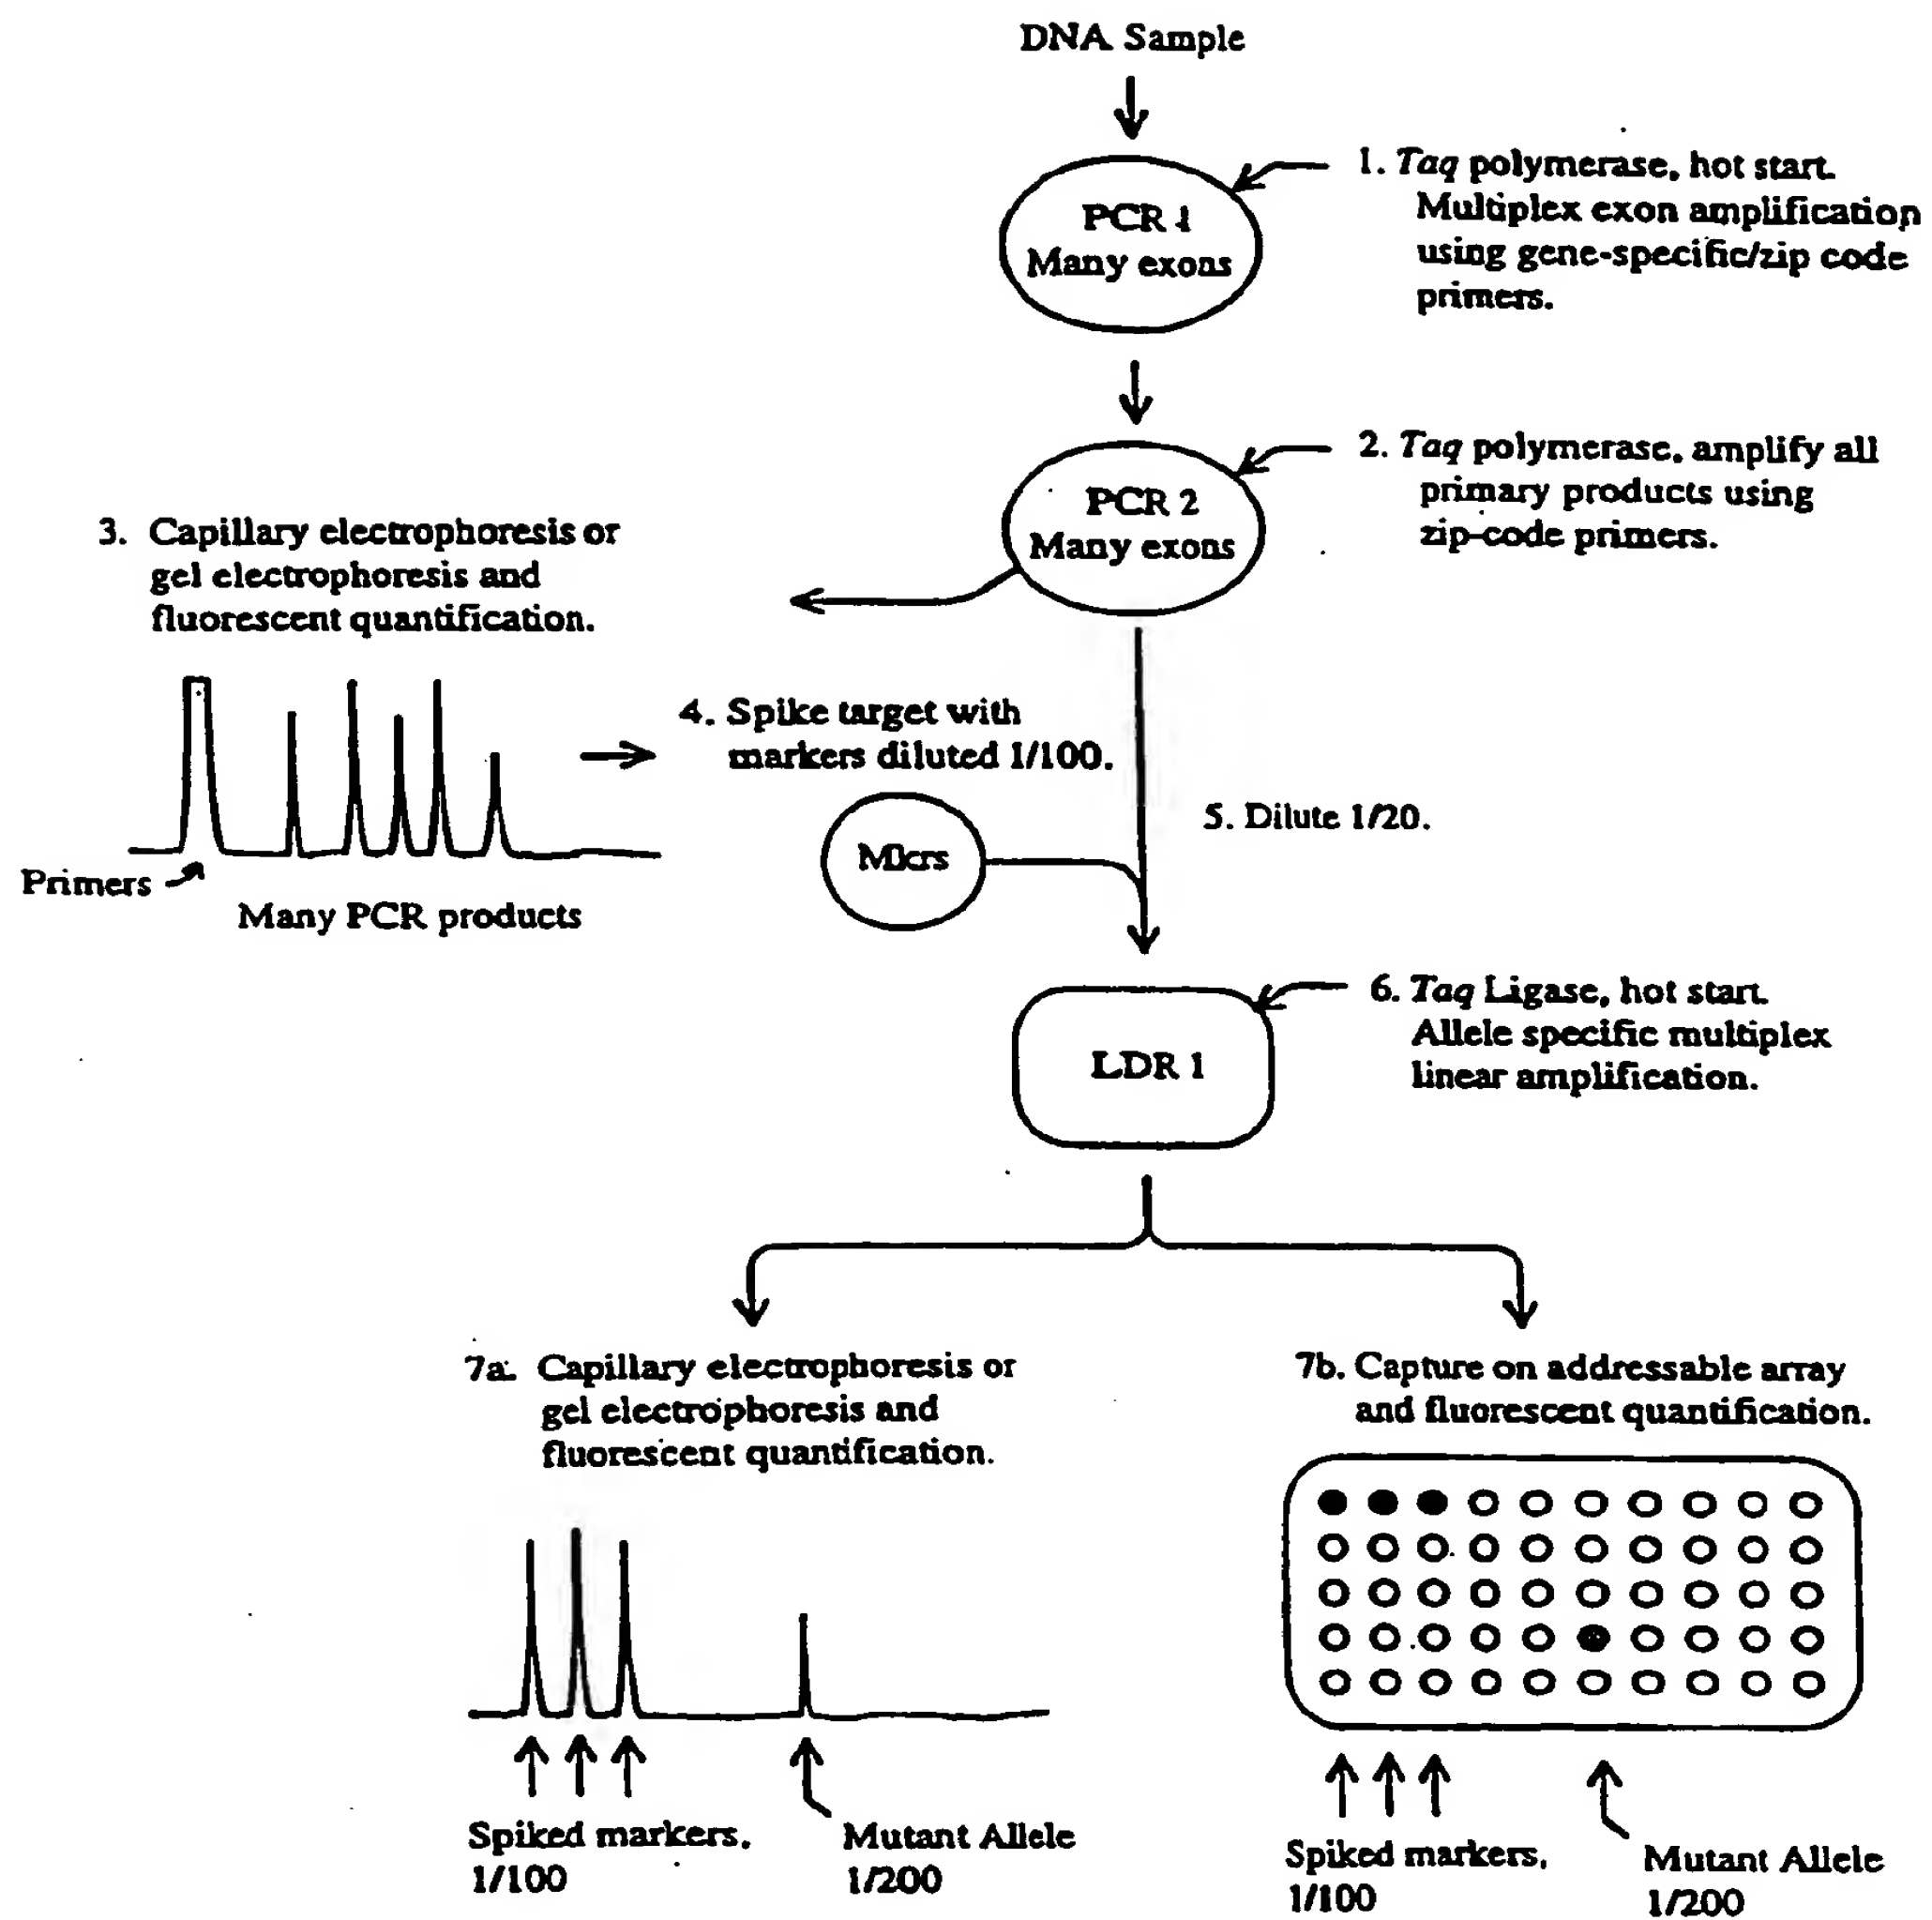 DNA Sample
PCR 1
Many exons
1. Taq polymerase, hot start.
Multiplex exon amplification
using gene-specific/zip code
primers.
PCR 2
Many exons
2. Taq polymerase, amplify all
primary products using
zip-code primers.
3. Capillary electrophoresis or
gel electrophoresis and
fluorescent quantification.
Primers
Many PCR products
4. Spike target with
markers diluted 1/100.
Mkrs
5. Dilute 1/20.
LDR 1
6. Taq Ligase, hot start.
Allele specific multiplex
linear amplification.
7a. Capillary electrophoresis or
gel electrophoresis and
fluorescent quantification.
Spiked markers,
1/100
Mutant Allele
1/200
7b. Capture on addressable array
and fluorescent quantification.
Spiked markers,
1/100
Mutant Allele
1/200